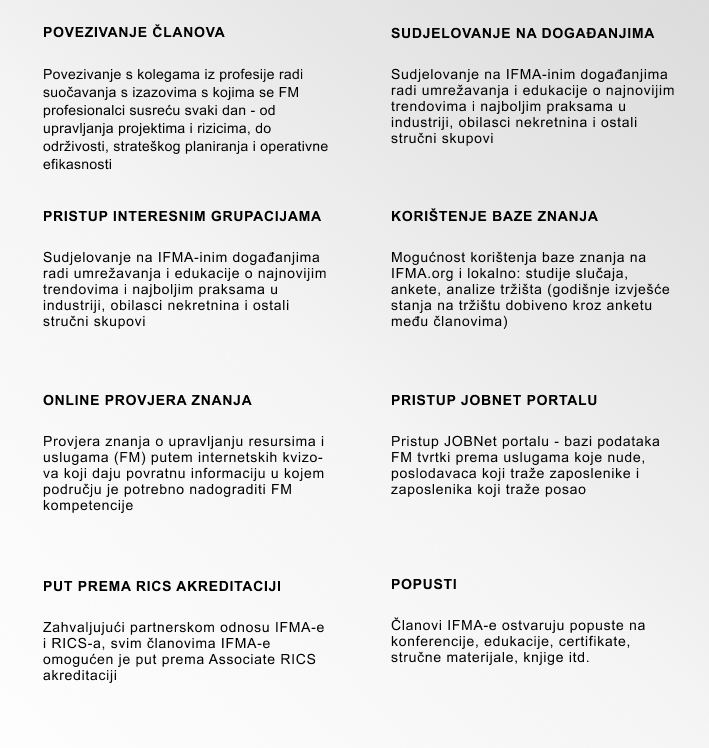 POVEZIVANJE ČLANOVA
Povezivanje s kolegama iz profesije radi
suočavanja s izazovima s kojima se FM
profesionalci susreću svaki dan - od
upravljanja projektima i rizicima, do
održivosti, strateškog planiranja i operativne
efikasnosti
SUDJELOVANJE NA DOGAĐANJIMA
Sudjelovanje na IFMA-inim događanjima
radi umrežavanja i edukacije o najnovijim
trendovima i najboljim praksama u
industriji, obilasci nekretnina i ostali
stručni skupovi
PRISTUP INTERESNIM GRUPACIJAMA
Sudjelovanje na IFMA-inim događanjima
radi umrežavanja i edukacije o najnovijim
trendovima i najboljim praksama u
industriji, obilasci nekretnina i ostali
stručni skupovi
KORIŠTENJE BAZE ZNANJA
Mogućnost korištenja baze znanja na
IFMA.org i lokalno: studije slučaja,
ankete, analize tržišta (godišnje izvješće
stanja na tržištu dobiveno kroz anketu
među članovima)
ONLINE PROVJERA ZNANJA
Provjera znanja o upravljanju resursima i
uslugama (FM) putem internetskih kvizo-
va koji daju povratnu informaciju u kojem
području je potrebno nadograditi FM
kompetencije
PRISTUP JOBNET PORTALU
Pristup JOBNet portalu - bazi podataka
FM tvrtki prema uslugama koje nude,
poslodavaca koji traže zaposlenike i
zaposlenika koji traže posao
PUT PREMA RICS AKREDITACIJI
Zahvaljujući partnerskom odnosu IFMA-e
i RICS-a, svim članovima IFMA-e
omogućen je put prema Associate RICS
akreditaciji
POPUSTI
Članovi IFMA-e ostvaruju popuste na
konferencije, edukacije, certifikate,
stručne materijale, knjige itd.